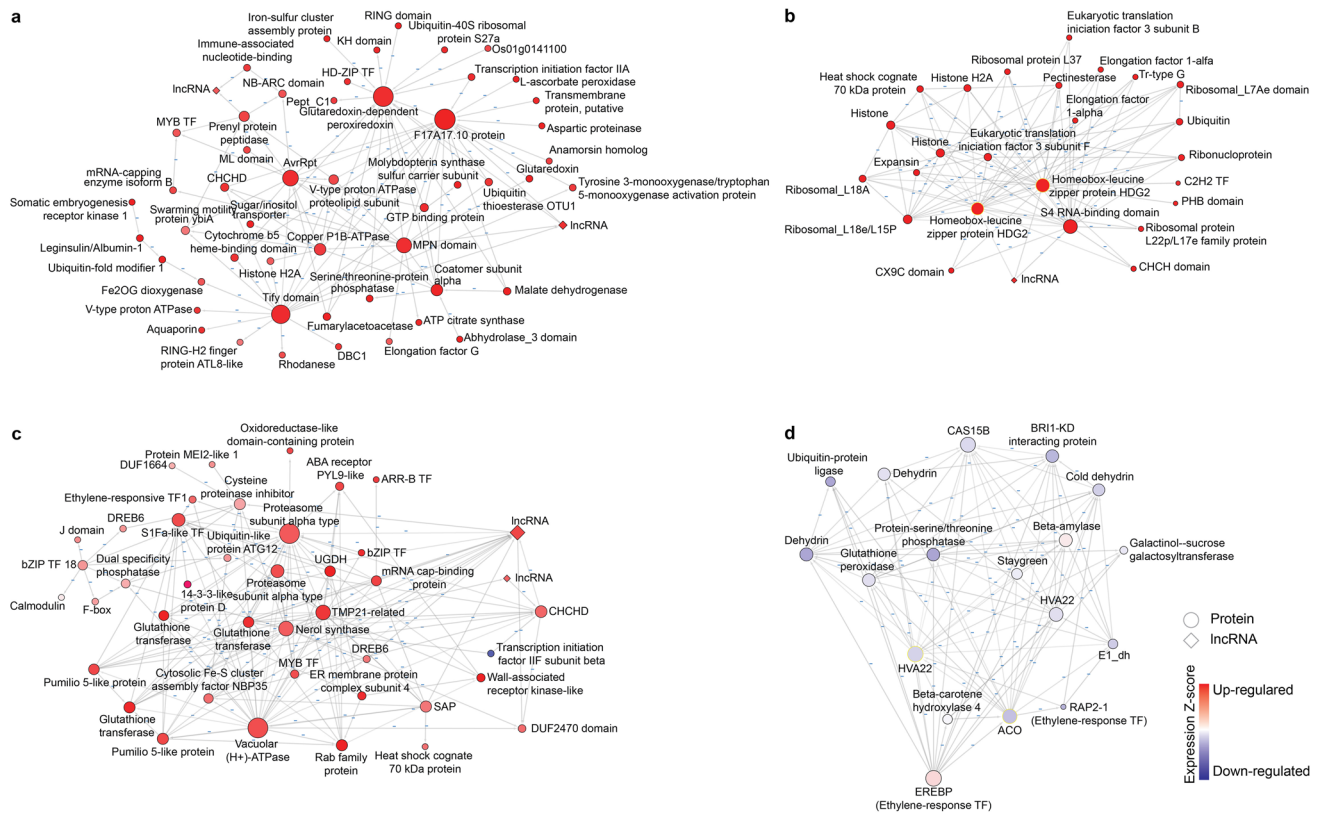 a
Iron-sulfur cluster
assembly protein
RING domain
KH domain
Ubiquitin-40S ribosomal
protein S27a
Os01g0141100
Immune-associated
nucleotide-binding
HD-ZIP TF
Transcription initiation factor IIA
lncRNA
NB-ARC domain
L-ascorbate peroxidase
Pept_C1
Glutaredoxin-dependent
peroxiredoxin
Transmembrane
protein, putative
MYB TF
Prenyl protein
peptidase
F17A17.10 protein
Aspartic proteinase
ML domain
AvrRpt
Molybdopterin synthase
sulfur carrier subunit
Anamorsin homolog
mRNA-capping
enzyme isoform B
CHCHD
V-type proton ATPase
proteolipid subunit
Glutaredoxin
Ubiquitin
thioesterase OTU1
Tyrosine 3-monooxygenase/tryptophan
5-monooxygenase activation protein
Somatic embryogenesis
receptor kinase 1
Swarming motility
protein ybiA
Sugar/inositol
transporter
GTP binding protein
lncRNA
Leginsulin/Albumin-1
Cytochrome b5
heme-binding domain
Copper P1B-ATPase
MPN domain
Ubiquitin-fold modifier 1
Histone H2A
Serine/threonine-protein
phosphatase
Coatomer subunit
alpha
Fe2OG dioxygenase
Tify domain
Malate dehydrogenase
V-type proton ATPase
Fumarylacetoacetase
ATP citrate synthase
Aquaporin
Abhydrolase_3 domain
RING-H2 finger
protein ATL8-like
Rhodanese
DBC1
Elongation factor G
b
Eukaryotic translation
iniciation factor 3 subunit B
Ribosomal protein L37
Elongation factor 1-alfa
Heat shock cognate
70 kDa protein
Histone H2A
Pectinesterase
Tr-type G
Ribosomal_L7Ae domain
Elongation factor
1-alpha
Histone
Eukaryotic translation
iniciation factor 3 subunit F
Ubiquitin
Histone
Expansin
Ribonucloprotein
Ribosomal_L18A
Homeobox-leucine
zipper protein HDG2
C2H2 TF
PHB domain
Ribosomal_L18e/L15P
Homeobox-leucine
zipper protein HDG2
S4 RNA-binding domain
Ribosomal protein
L22p/L17e family protein
CX9C domain
lncRNA
CHCH domain
c
Oxidoreductase-like
domain-containing protein
Protein MEI2-like 1
DUF1664
ABA receptor
PYL9-like
ARR-B TF
Cysteine
proteinase inhibitor
Ethylene-responsive TF1
Proteasome
subunit alpha type
lncRNA
DREB6
S1Fa-like TF
J domain
Ubiquitin-like
protein ATG12
UGDH
bZIP TF
Dual specificity
phosphatase
bZIP TF 18
mRNA cap-binding
protein
lncRNA
14-3-3-like
protein D
Proteasome
subunit alpha type
Calmodulin
F-box
TMP21-related
CHCHD
Glutathione
transferase
Glutathione
transferase
Nerol synthase
DREB6
Transcription initiation
factor IIF subunit beta
MYB TF
Pumilio 5-like protein
Cytosolic Fe-S cluster
assembly factor NBP35
ER membrane protein
complex subunit 4
Wall-associated
receptor kinase-like
SAP
Glutathione
transferase
DUF2470 domain
Pumilio 5-like protein
Vacuolar
(H+)-ATPase
Rab family
protein
Heat shock cognate
70 kDa protein
d
CAS15B
BRI1-KD
interacting protein
Ubiquitin-protein
ligase
Dehydrin
Cold dehydrin
Protein-serine/threonine
phosphatase
Beta-amylase
Dehydrin
Glutathione
peroxidase
Staygreen
Galactinol--sucrose
galactosyltransferase
HVA22
HVA22
E1_dh
Beta-carotene
hydroxylase 4
RAP2-1
(Ethylene-response TF)
ACO
EREBP
(Ethylene-response TF)
Protein
lncRNA
Expression Z-score
Up-regulared
Down-regulated